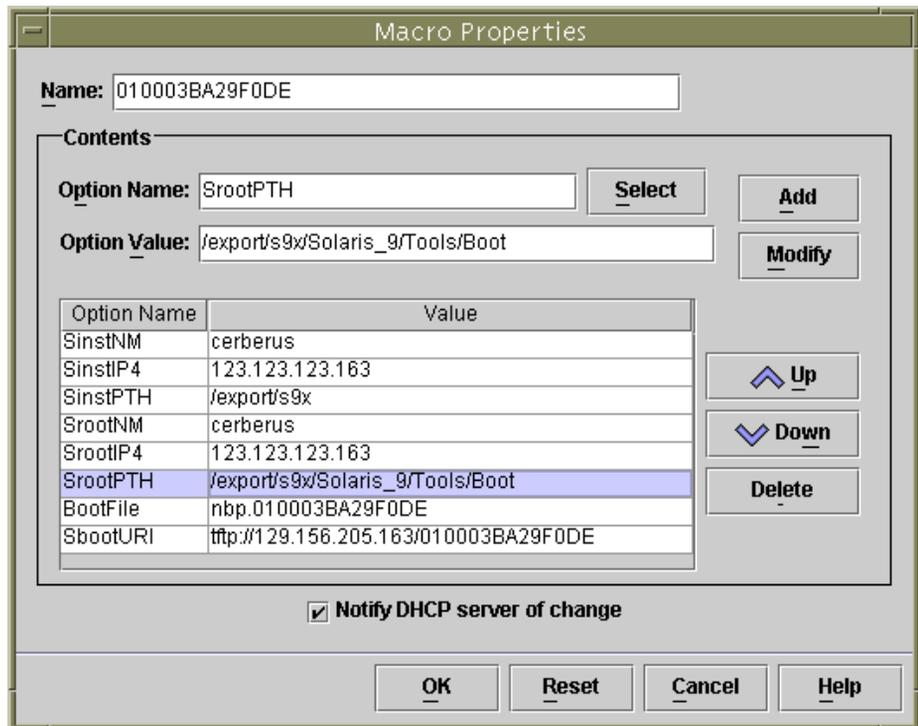 Macro Properties
Name: 010003BA29F0DE
Contents
Option Name: SrootPTH Select Add
Option Value: /export/s9x/Solaris_9/Tools/Boot Modify
Option Name Value
SinstNM cerberus
SinstIP4 123.123.123.163
SinstPTH /export/s9x
SrootNM cerberus
SrootIP4 123.123.123.163
SrootPTH /export/s9x/Solaris_9/Tools/Boot
BootFile nbp.010003BA29F0DE
SbootURI tftp://129.156.205.163/010003BA29F0DE
Up
Down
Delete
Notify DHCP server of change
OK Reset Cancel Help